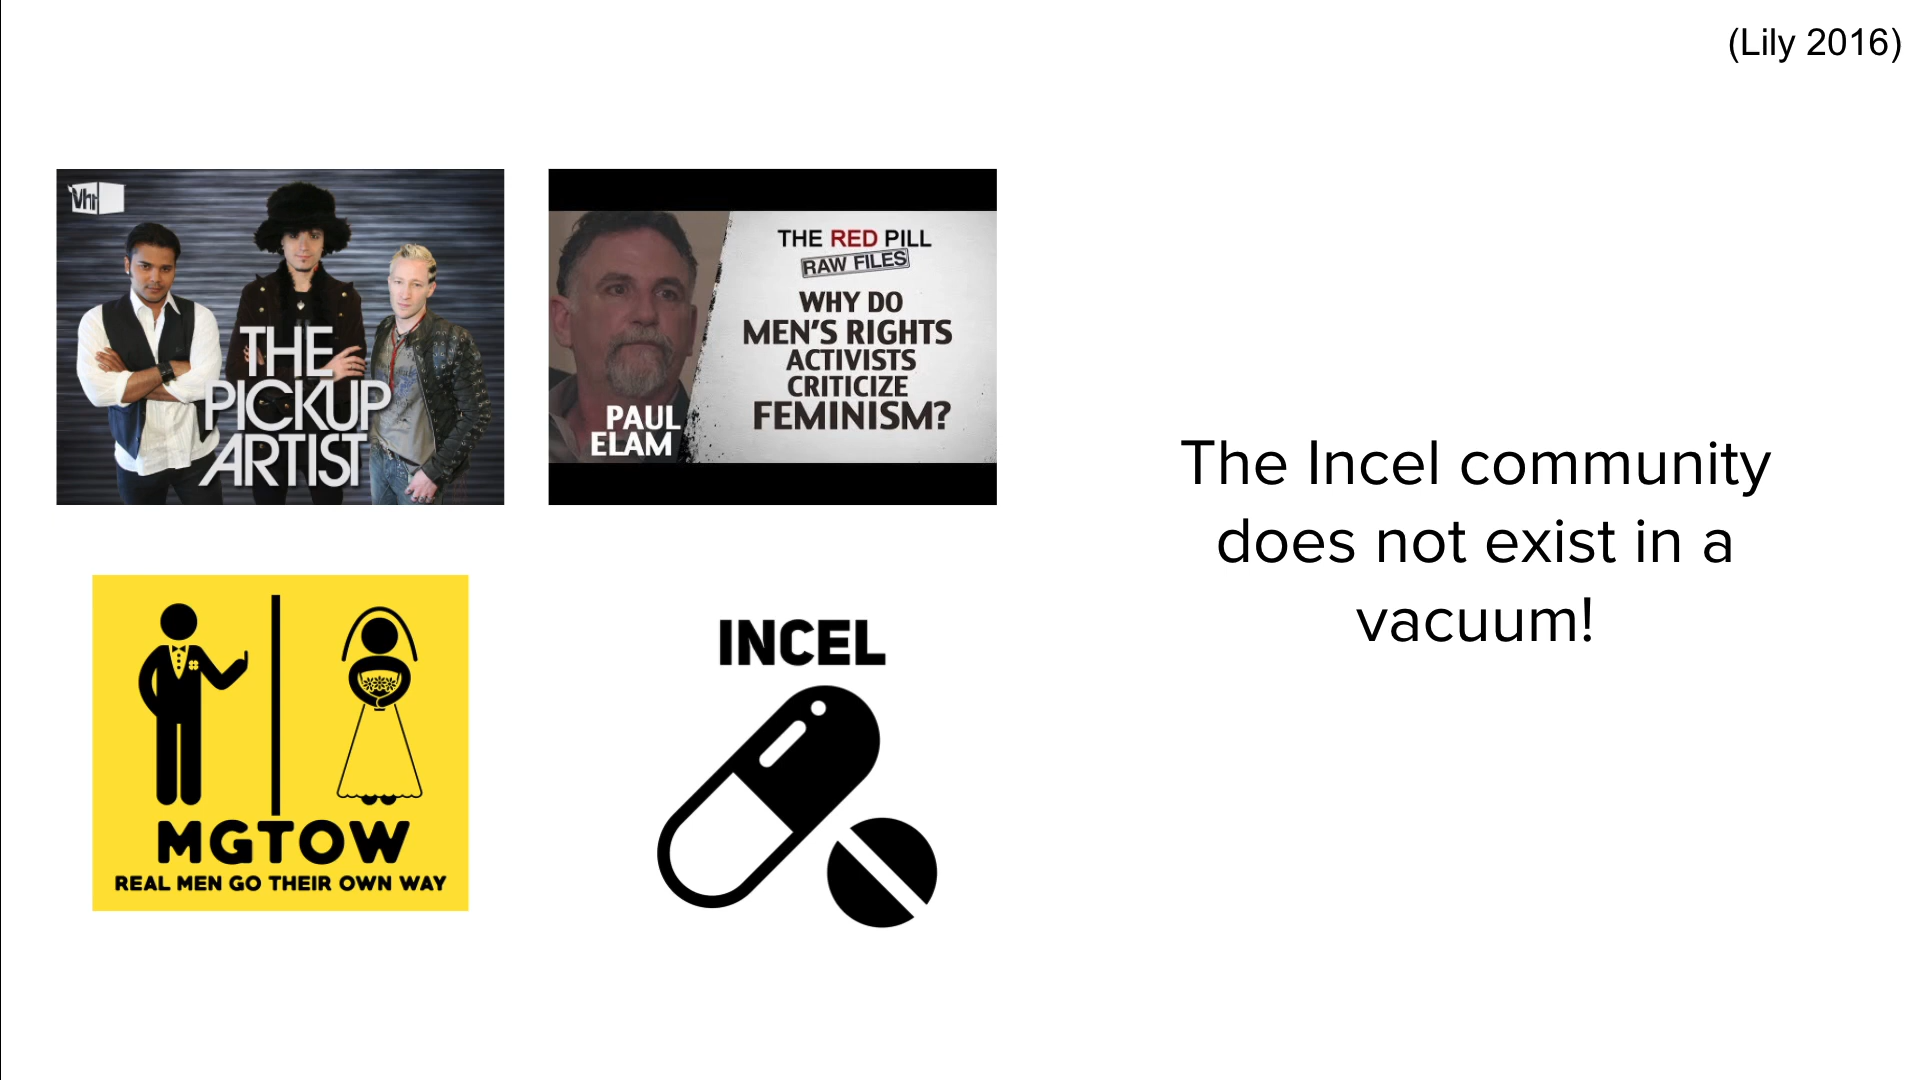 (Lily 2016)
Vh1
THE
PICKUP
ARTIST
THE RED PILL
RAW FILES
WHY DO
MEN'S RIGHTS
ACTIVISTS
CRITICIZE
FEMINISM?
PAUL
ELAM
The Incel community
does not exist in a
vacuum!
MGTOW
REAL MEN GO THEIR OWN WAY
INCEL